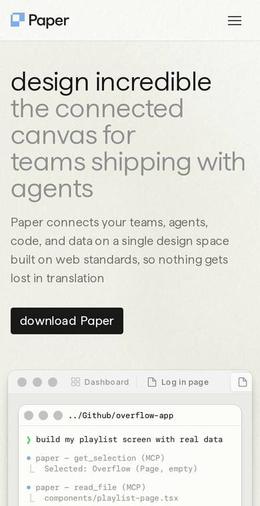 Paper
design incredible
the connected
canvas for
teams shipping with
agents
Paper connects your teams, agents,
code, and data on a single design space
built on web standards, so nothing gets
lost in translation
download Paper
Dashboard
Log in page
../Github/overflow-app
❯ build my playlist screen with real data
● paper – get_selection (MCP)
⎿ Selected: Overflow (Page, empty)
● paper – read_file (MCP)
⎿ components/playlist-page.tsx